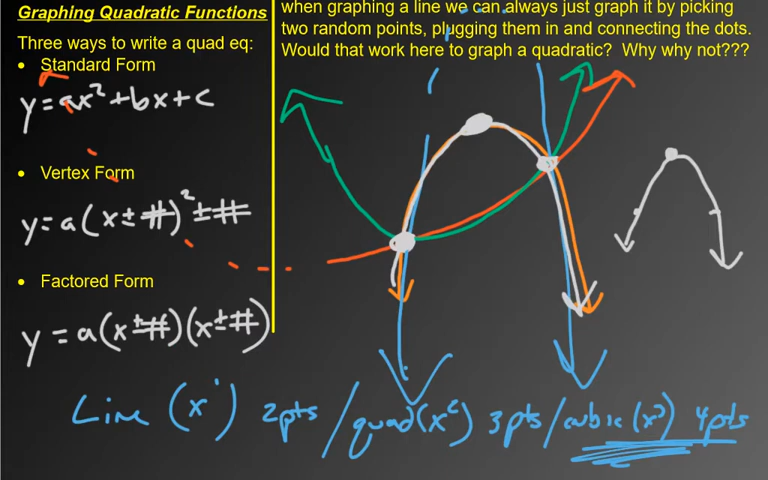 Graphing Quadratic Functions
Three ways to write a quad eq:
• Standard Form
y=ax²+bx+c
• Vertex Form
y=a(x±#)²±#
• Factored Form
y=a(x±#)(x±#)
when graphing a line we can always just graph it by picking
two random points, plugging them in and connecting the dots.
Would that work here to graph a quadratic?  Why why not???
Line (x¹) 2pts / quad(x²) 3pts / cubic (x³) 4pts